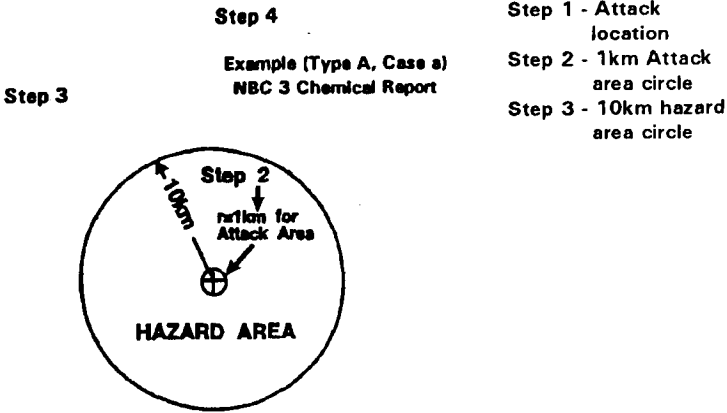 Step 4
Example (Type A, Case a)
NBC 3 Chemical Report
Step 3
Step 1 - Attack
location
Step 2 - 1km Attack
area circle
Step 3 - 10km hazard
area circle
Step 2
10km
r=1km for
Attack Area
HAZARD AREA